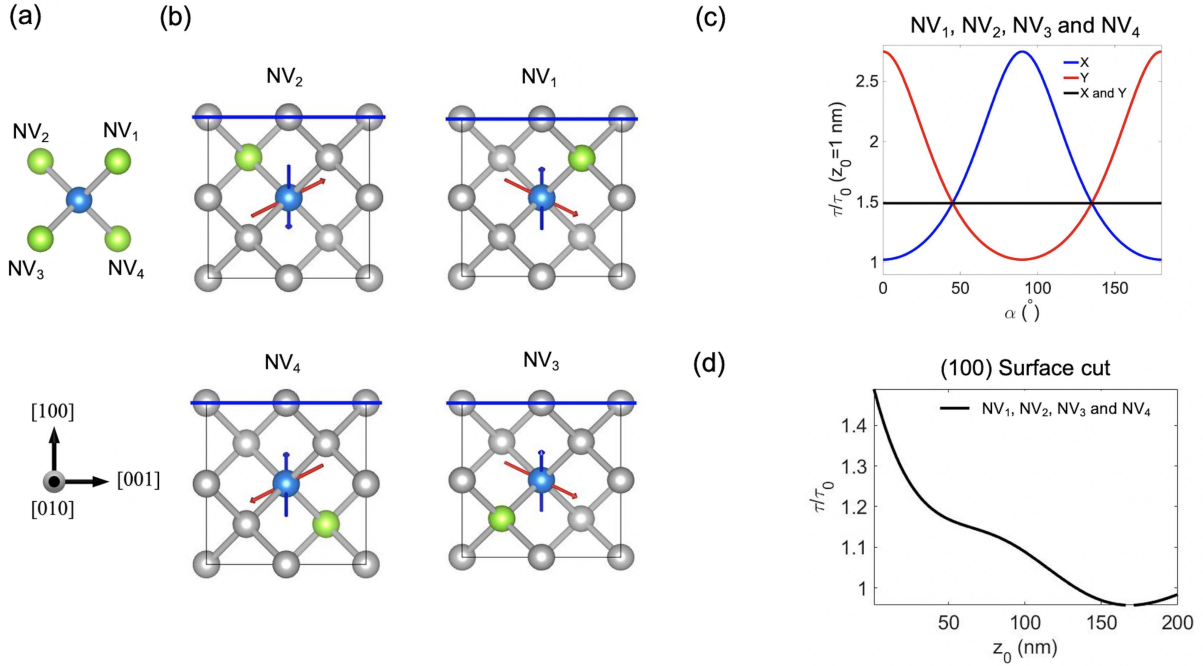 (a)
(b)
(c)
NV₂
NV₁
NV₃
NV₄
NV₂
NV₁
NV₄
NV₃
[100]
[001]
[010]
NV₁, NV₂, NV₃ and NV₄
X
Y
X and Y
2.5
2
1.5
1
τ/τ₀ (z₀=1 nm)
0
50
100
150
α (°)
(d)
(100) Surface cut
NV₁, NV₂, NV₃ and NV₄
1.4
1.3
1.2
1.1
1
τ/τ₀
0
50
100
150
200
z₀ (nm)